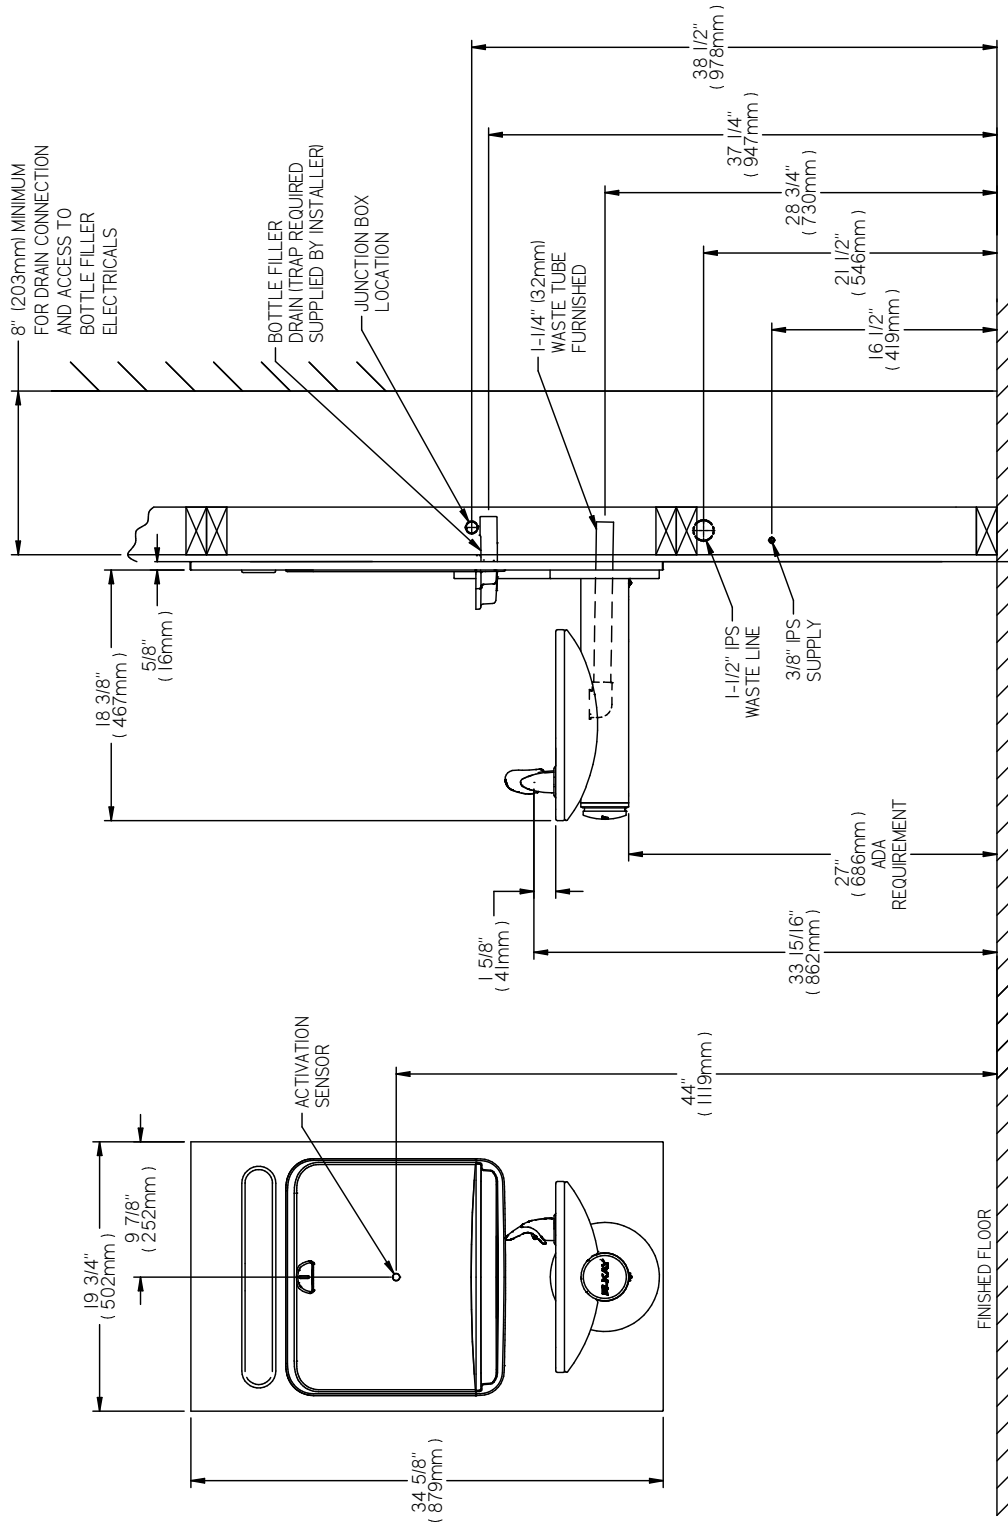 8" (203mm) MINIMUM
FOR DRAIN CONNECTION
AND ACCESS TO
BOTTLE FILLER
ELECTRICALS
BOTTLE FILLER
DRAIN (TRAP REQUIRED
SUPPLIED BY INSTALLER)
JUNCTION BOX
LOCATION
1-1/4" (32mm)
WASTE TUBE
FURNISHED
38 1/2"
( 978mm )
37 1/4"
( 947mm )
28 3/4"
( 730mm )
21 1/2"
( 546mm )
16 1/2"
( 419mm )
18 3/8"
( 467mm )
5/8"
( 16mm )
1-1/2" IPS
WASTE LINE
3/8" IPS
SUPPLY
1 5/8"
( 41mm )
27"
( 686mm )
ADA
REQUIREMENT
33 15/16"
( 862mm )
ACTIVATION
SENSOR
44"
( 1119mm )
19 3/4"
( 502mm )
9 7/8"
( 252mm )
ELKAY
34 5/8"
( 879mm )
FINISHED FLOOR